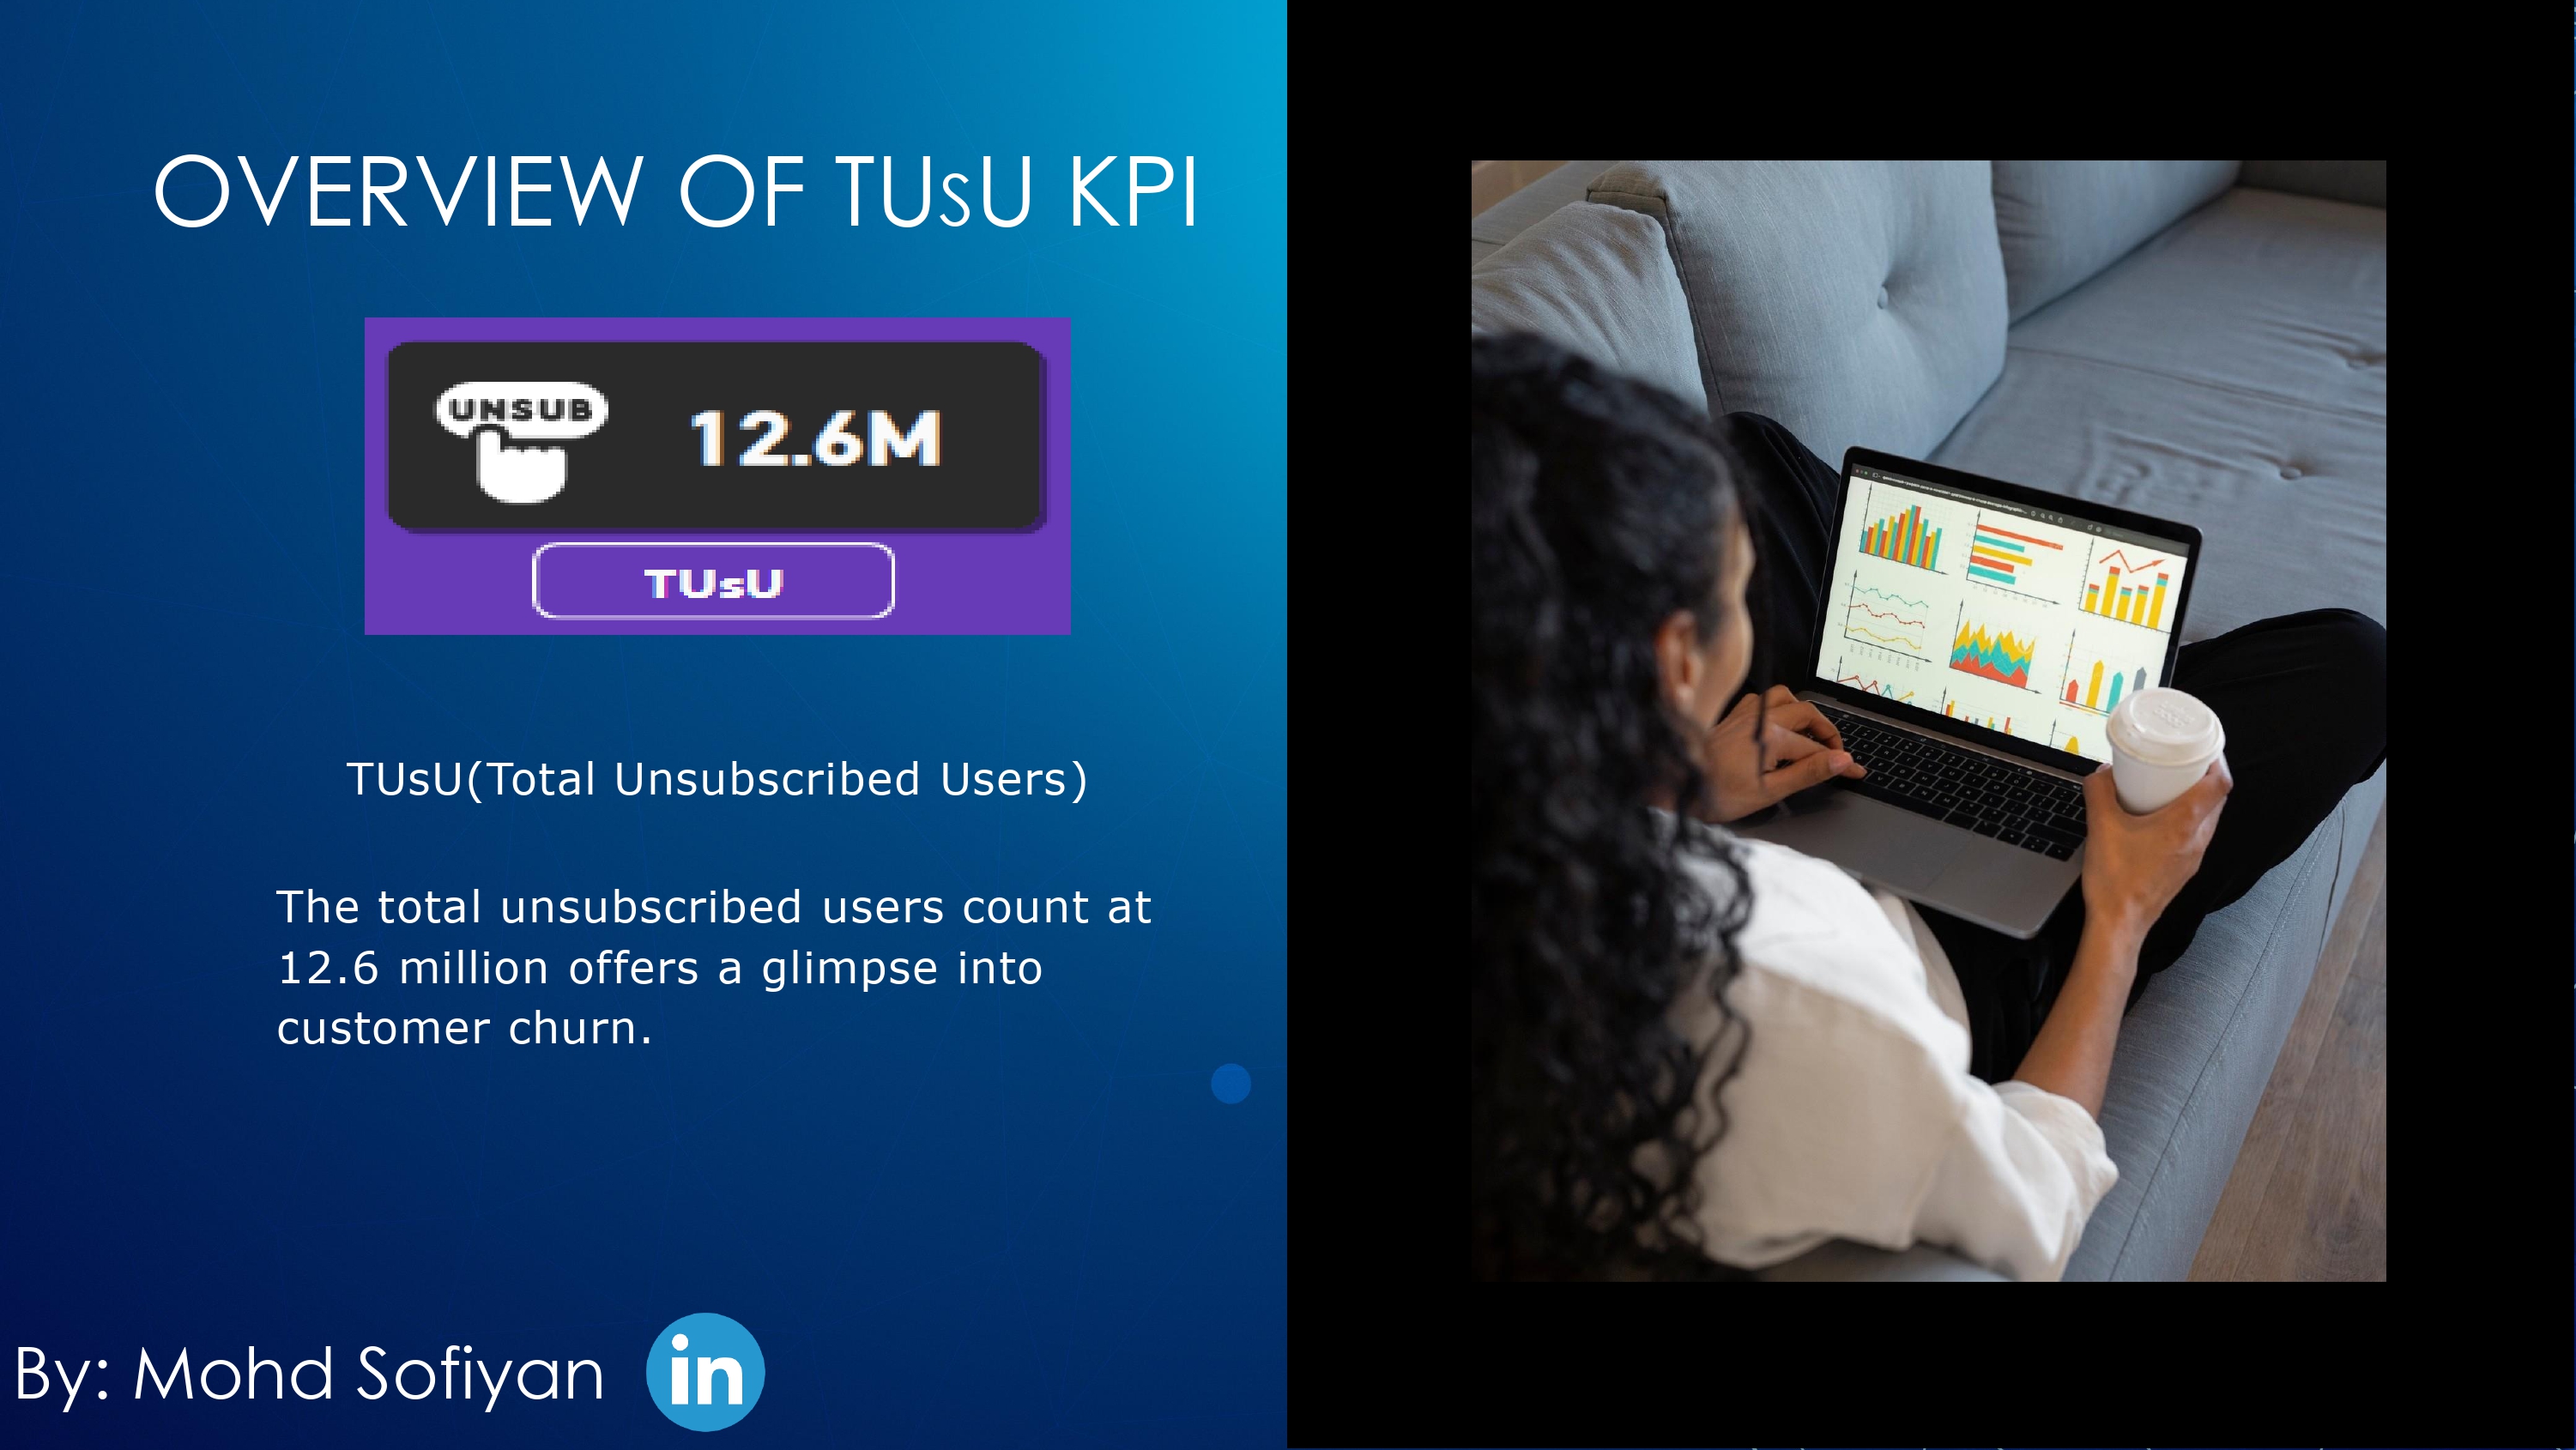 OVERVIEW OF TUsU KPI
UNSUB
12.6M
TUsU
TUsU(Total Unsubscribed Users)
The total unsubscribed users count at
12.6 million offers a glimpse into
customer churn.
By: Mohd Sofiyan
in